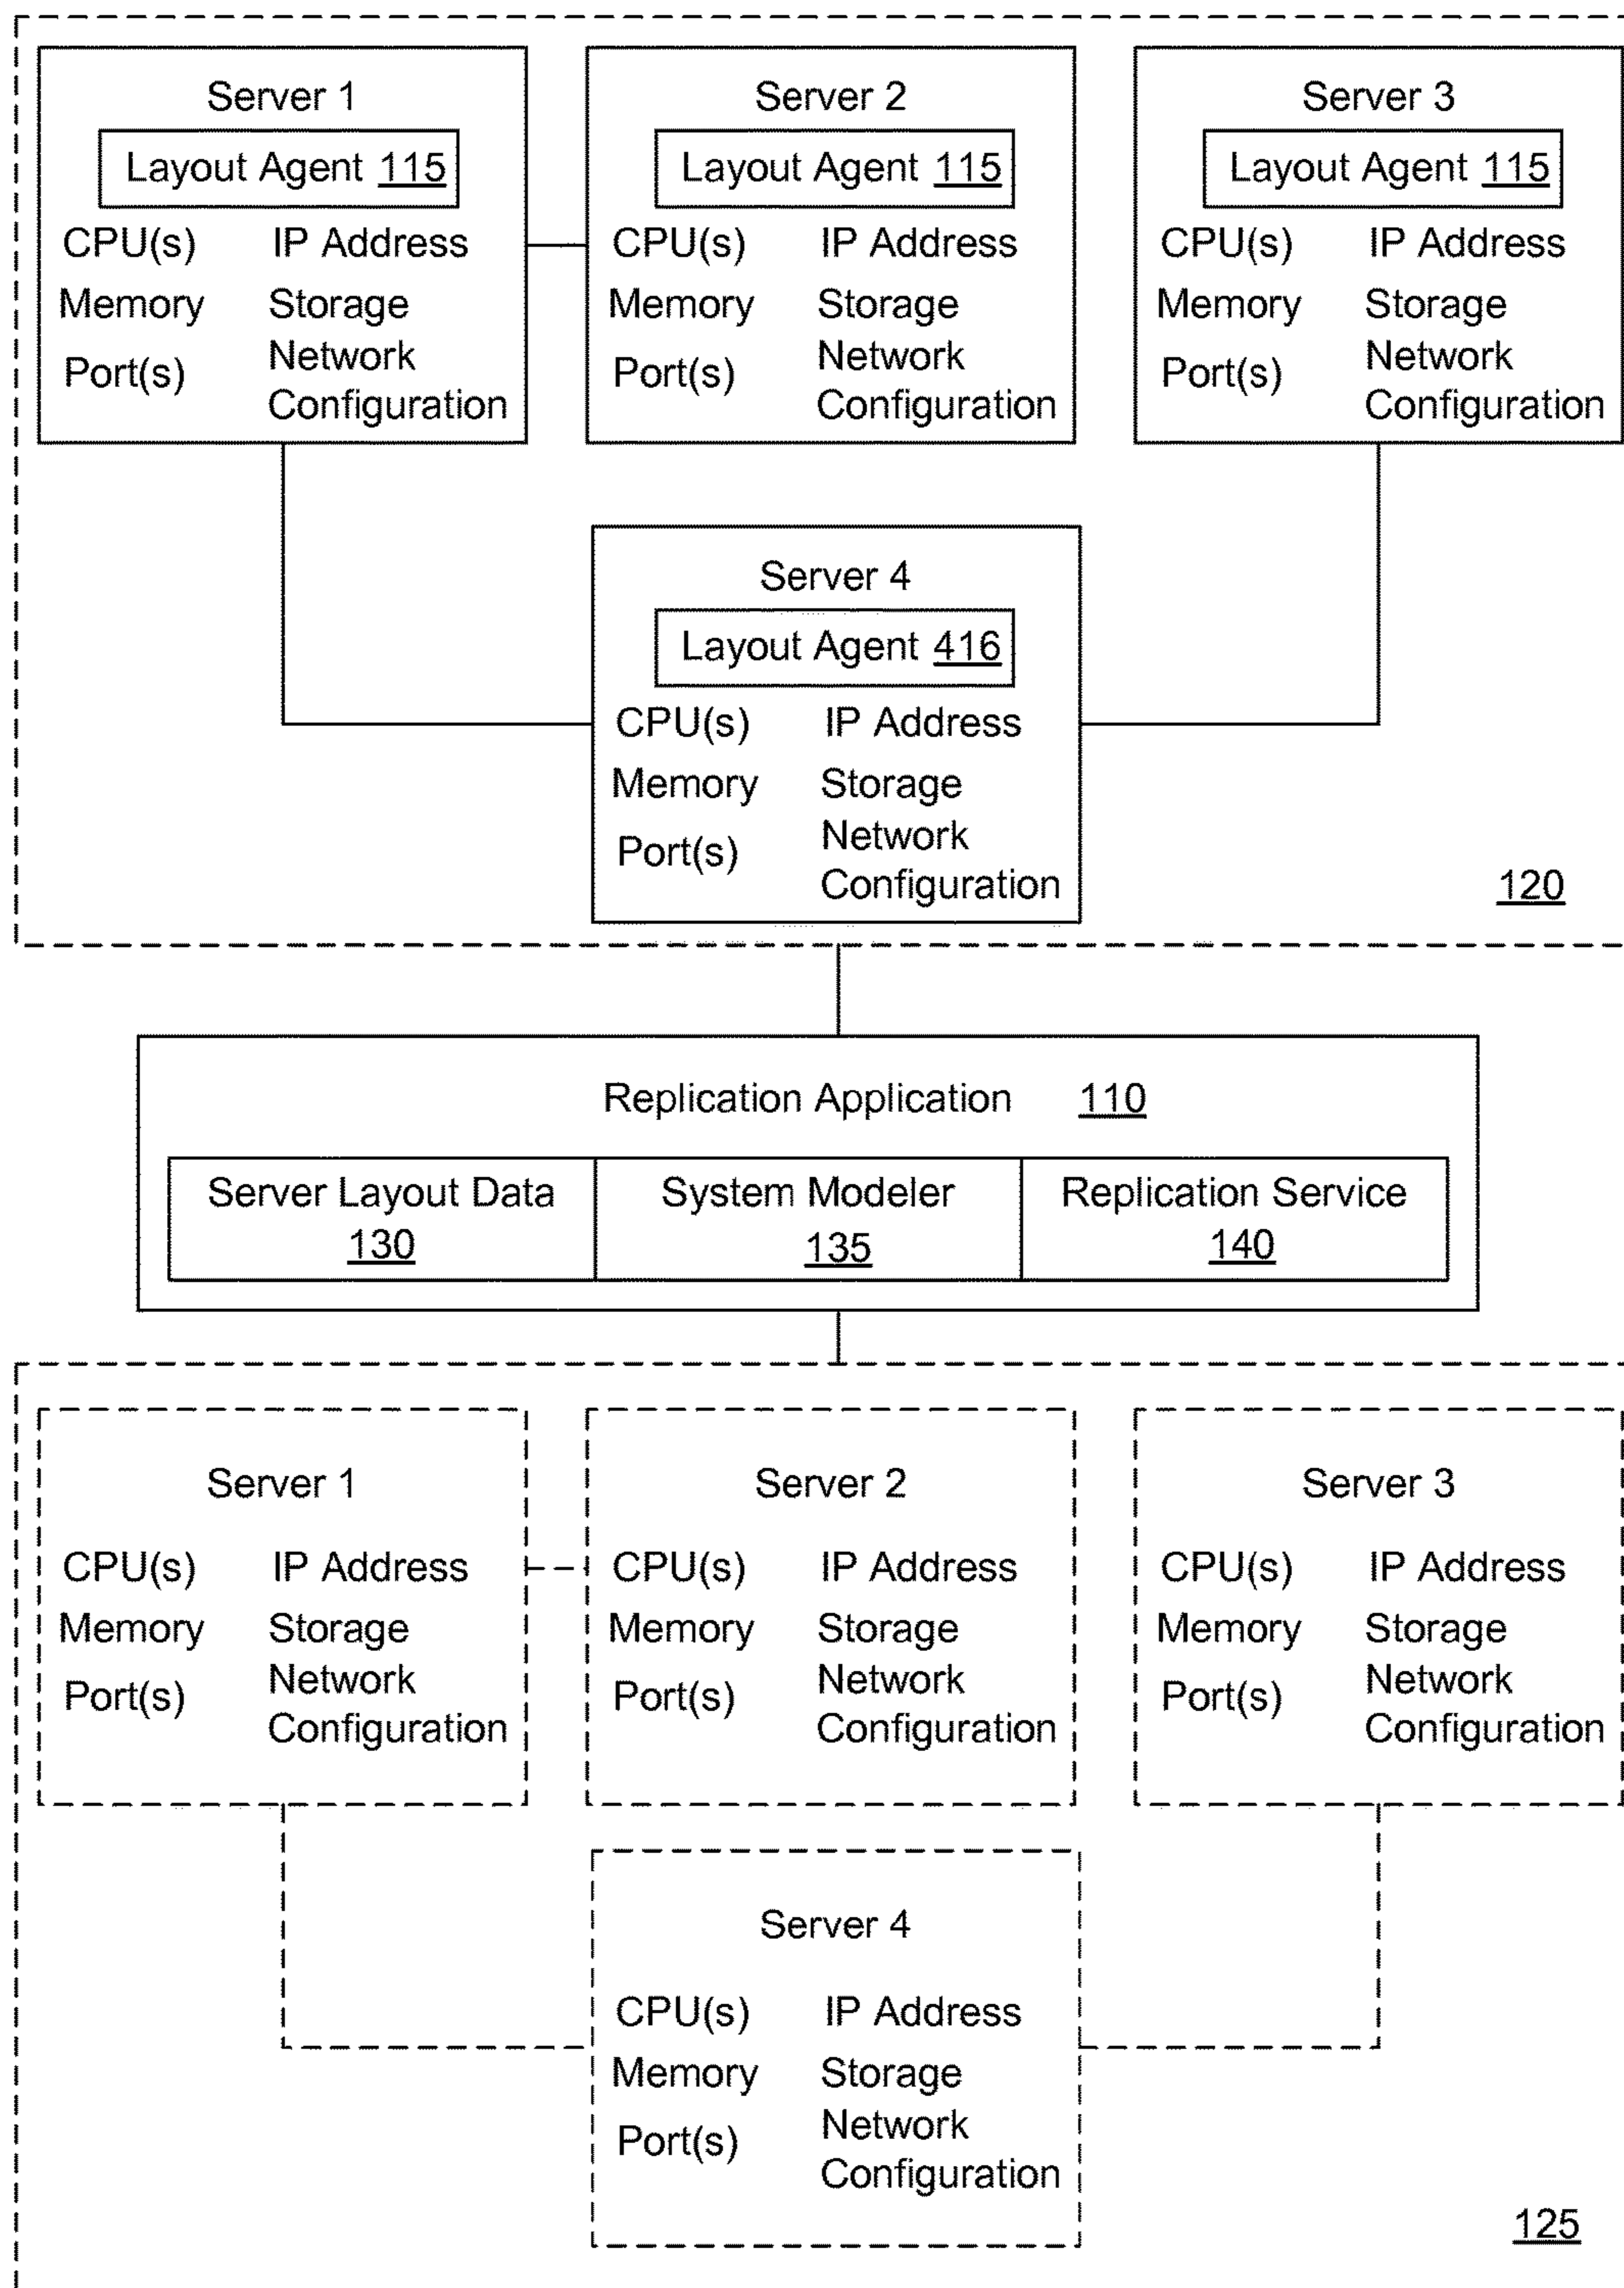 Server 1
Layout Agent 115
CPU(s) IP Address
Memory Storage
Port(s) Network
Configuration
Server 2
Layout Agent 115
CPU(s) IP Address
Memory Storage
Port(s) Network
Configuration
Server 3
Layout Agent 115
CPU(s) IP Address
Memory Storage
Port(s) Network
Configuration
Server 4
Layout Agent 416
CPU(s) IP Address
Memory Storage
Port(s) Network
Configuration
120
Replication Application 110
Server Layout Data
130
System Modeler
135
Replication Service
140
Server 1
CPU(s) IP Address
Memory Storage
Port(s) Network
Configuration
Server 2
CPU(s) IP Address
Memory Storage
Port(s) Network
Configuration
Server 3
CPU(s) IP Address
Memory Storage
Port(s) Network
Configuration
Server 4
CPU(s) IP Address
Memory Storage
Port(s) Network
Configuration
125